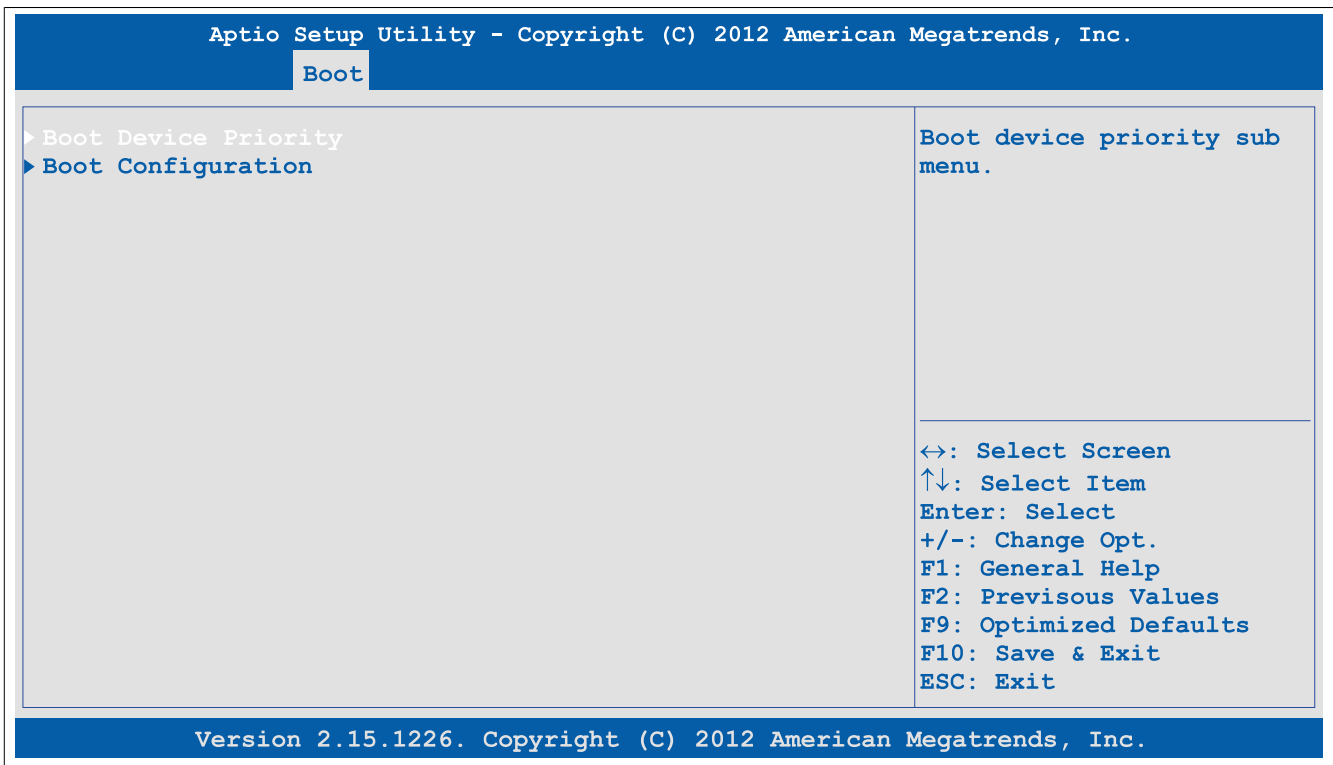 Aptio Setup Utility - Copyright (C) 2012 American Megatrends, Inc.
Boot
Boot Device Priority
Boot Configuration
Boot device priority sub
menu.
↔: Select Screen
↑↓: Select Item
Enter: Select
+/-: Change Opt.
F1: General Help
F2: Previsous Values
F9: Optimized Defaults
F10: Save & Exit
ESC: Exit
Version 2.15.1226. Copyright (C) 2012 American Megatrends, Inc.